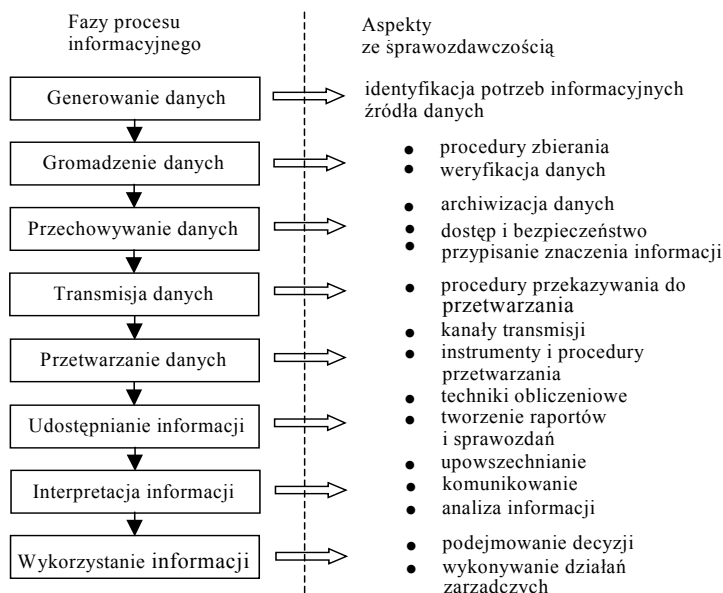 Fazy procesu
informacyjnego
Aspekty
ze sprawozdawczością
Generowanie danych
identyfikacja potrzeb informacyjnych
źródła danych
Gromadzenie danych
• procedury zbierania
• weryfikacja danych
Przechowywanie danych
• archiwizacja danych
• dostęp i bezpieczeństwo
• przypisanie znaczenia informacji
Transmisja danych
• procedury przekazywania do
przetwarzania
• kanały transmisji
Przetwarzanie danych
• instrumenty i procedury
przetwarzania
• techniki obliczeniowe
Udostępnianie informacji
• tworzenie raportów
i sprawozdań
• upowszechnianie
Interpretacja informacji
• komunikowanie
• analiza informacji
Wykorzystanie informacji
• podejmowanie decyzji
• wykonywanie działań
zarządczych